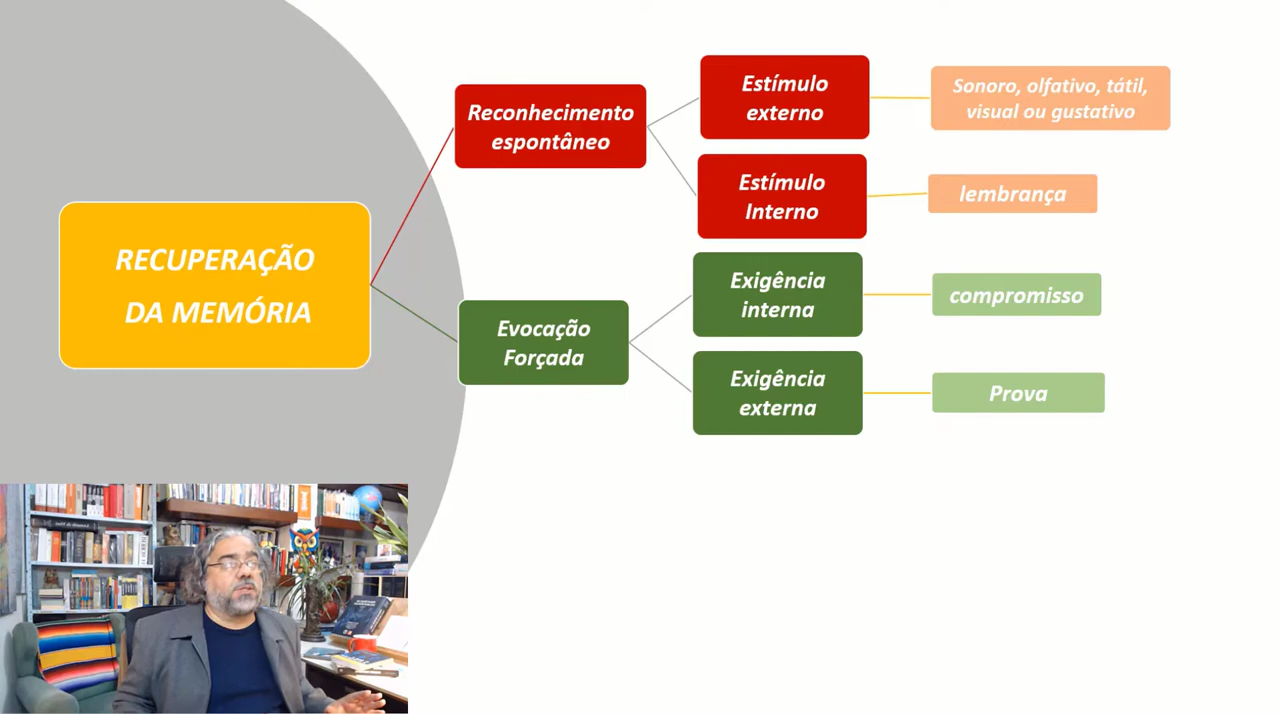 RECUPERAÇÃO
DA MEMÓRIA
Reconhecimento
espontâneo
Estímulo
externo
Sonoro, olfativo, tátil,
visual ou gustativo
Estímulo
Interno
lembrança
Evocação
Forçada
Exigência
interna
compromisso
Exigência
externa
Prova